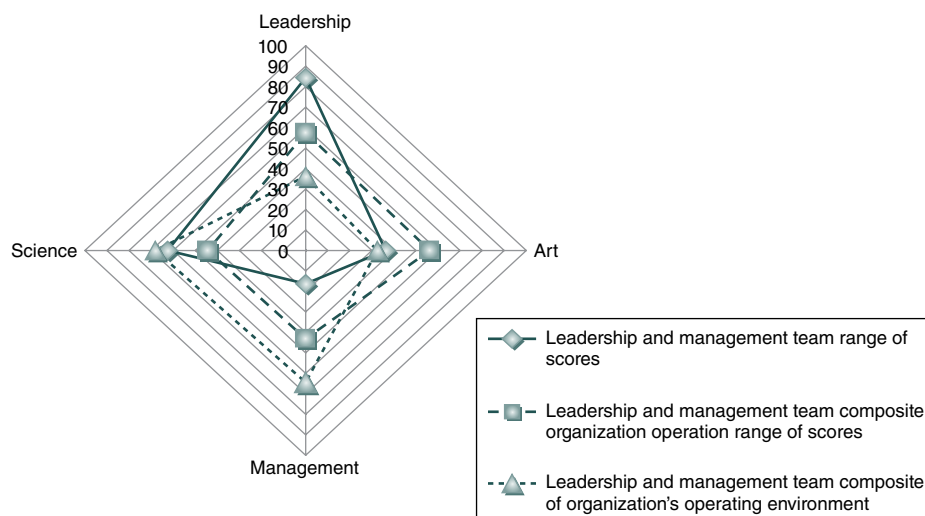 Leadership
100
90
80
70
60
50
40
30
20
10
0
Science
Art
Management
Leadership and management team range of
scores
Leadership and management team composite
organization operation range of scores
Leadership and management team composite
of organization’s operating environment